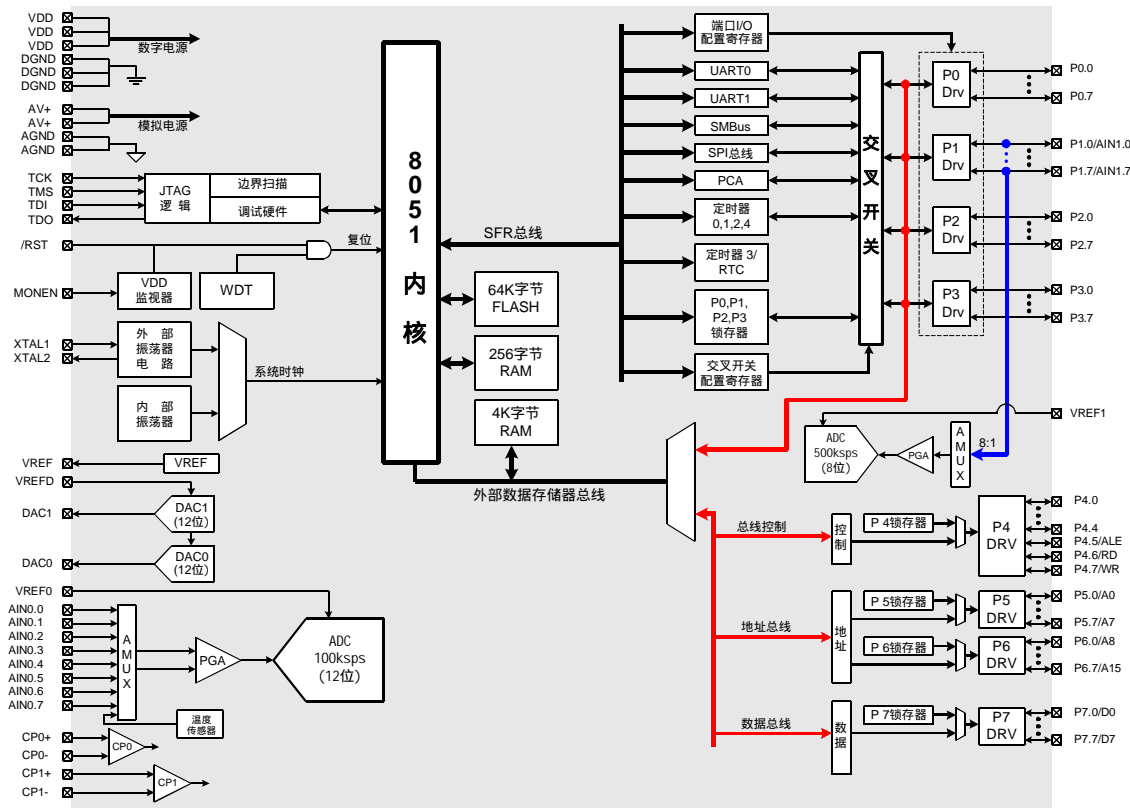 VDD
VDD
VDD
DGND
DGND
DGND
数字电源
AV+
AV+
AGND
AGND
模拟电源
TCK
TMS
TDI
TDO
JTAG
逻 辑
边界扫描
调试硬件
/RST
复位
MONEN
VDD
监视器
WDT
XTAL1
XTAL2
外 部
振荡器
电 路
内 部
振荡器
系统时钟
VREF
VREF
VREFD
DAC1
DAC1
(12位)
DAC0
DAC0
(12位)
VREF0
AIN0.0
AIN0.1
AIN0.2
AIN0.3
AIN0.4
AIN0.5
AIN0.6
AIN0.7
AMUX
PGA
ADC
100ksps
(12位)
温度
传感器
CP0+
CP0-
CP0
CP1+
CP1-
CP1
8051内核
SFR总线
64K字节
FLASH
256字节
RAM
4K字节
RAM
外部数据存储器总线
端口I/O
配置寄存器
UART0
UART1
SMBus
SPI总线
PCA
定时器
0,1,2,4
定时器 3/
RTC
P0,P1,
P2,P3
锁存器
交叉开关
配置寄存器
交叉开关
P0
Drv
P1
Drv
P2
Drv
P3
Drv
P0.0
P0.7
P1.0/AIN1.0
P1.7/AIN1.7
P2.0
P2.7
P3.0
P3.7
VREF1
ADC
500ksps
(8位)
PGA
AMUX
8:1
总线控制
控制
P 4锁存器
P4
DRV
P4.0
P4.4
P4.5/ALE
P4.6/RD
P4.7/WR
地址总线
地址
P 5锁存器
P5
DRV
P5.0/A0
P5.7/A7
P 6锁存器
P6
DRV
P6.0/A8
P6.7/A15
数据总线
数据
P 7锁存器
P7
DRV
P7.0/D0
P7.7/D7